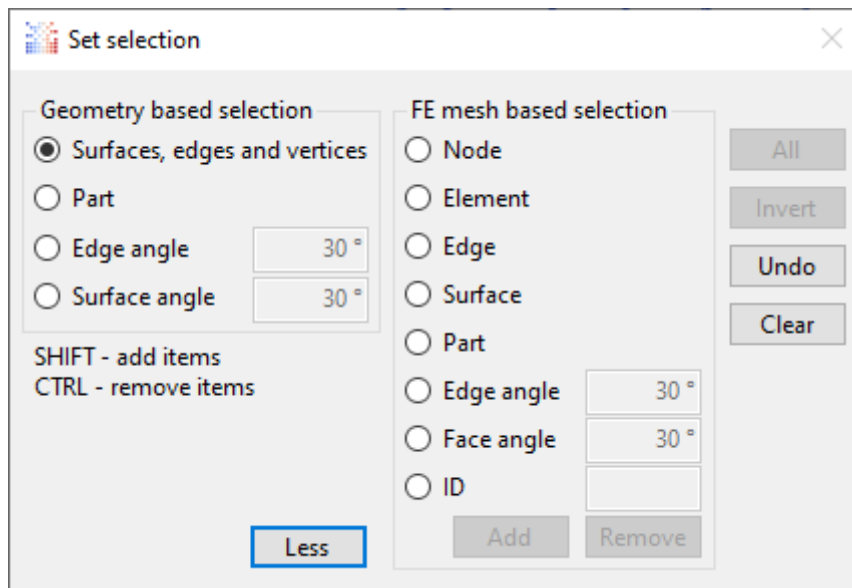 Set selection
Geometry based selection
Surfaces, edges and vertices
Part
Edge angle 30 °
Surface angle 30 °
SHIFT - add items
CTRL - remove items
Less
FE mesh based selection
Node
Element
Edge
Surface
Part
Edge angle 30 °
Face angle 30 °
ID
Add Remove
All
Invert
Undo
Clear